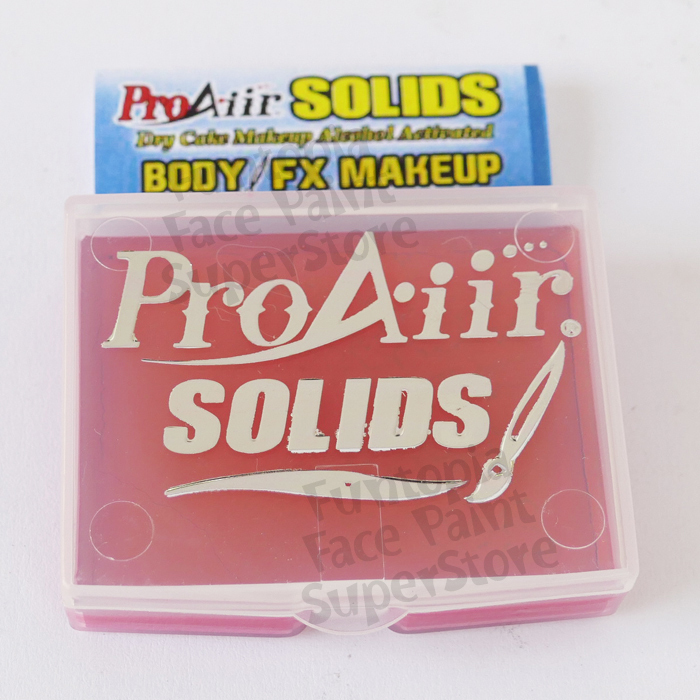 ProAiir SOLIDS
Dry Cake Makeup Alcohol Activated
BODY/FX MAKEUP
Funtopia
Face Paint
SuperStore
ProAiir
SOLIDS
Funtopia
Face Paint
SuperStore